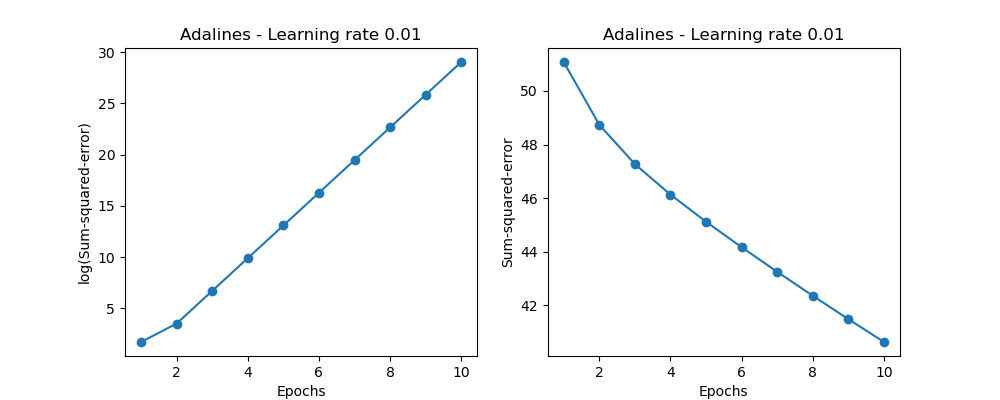 Adalines - Learning rate 0.01
log(Sum-squared-error)
30
25
20
15
10
5
2 4 6 8 10
Epochs
Adalines - Learning rate 0.01
Sum-squared-error
50
48
46
44
42
2 4 6 8 10
Epochs